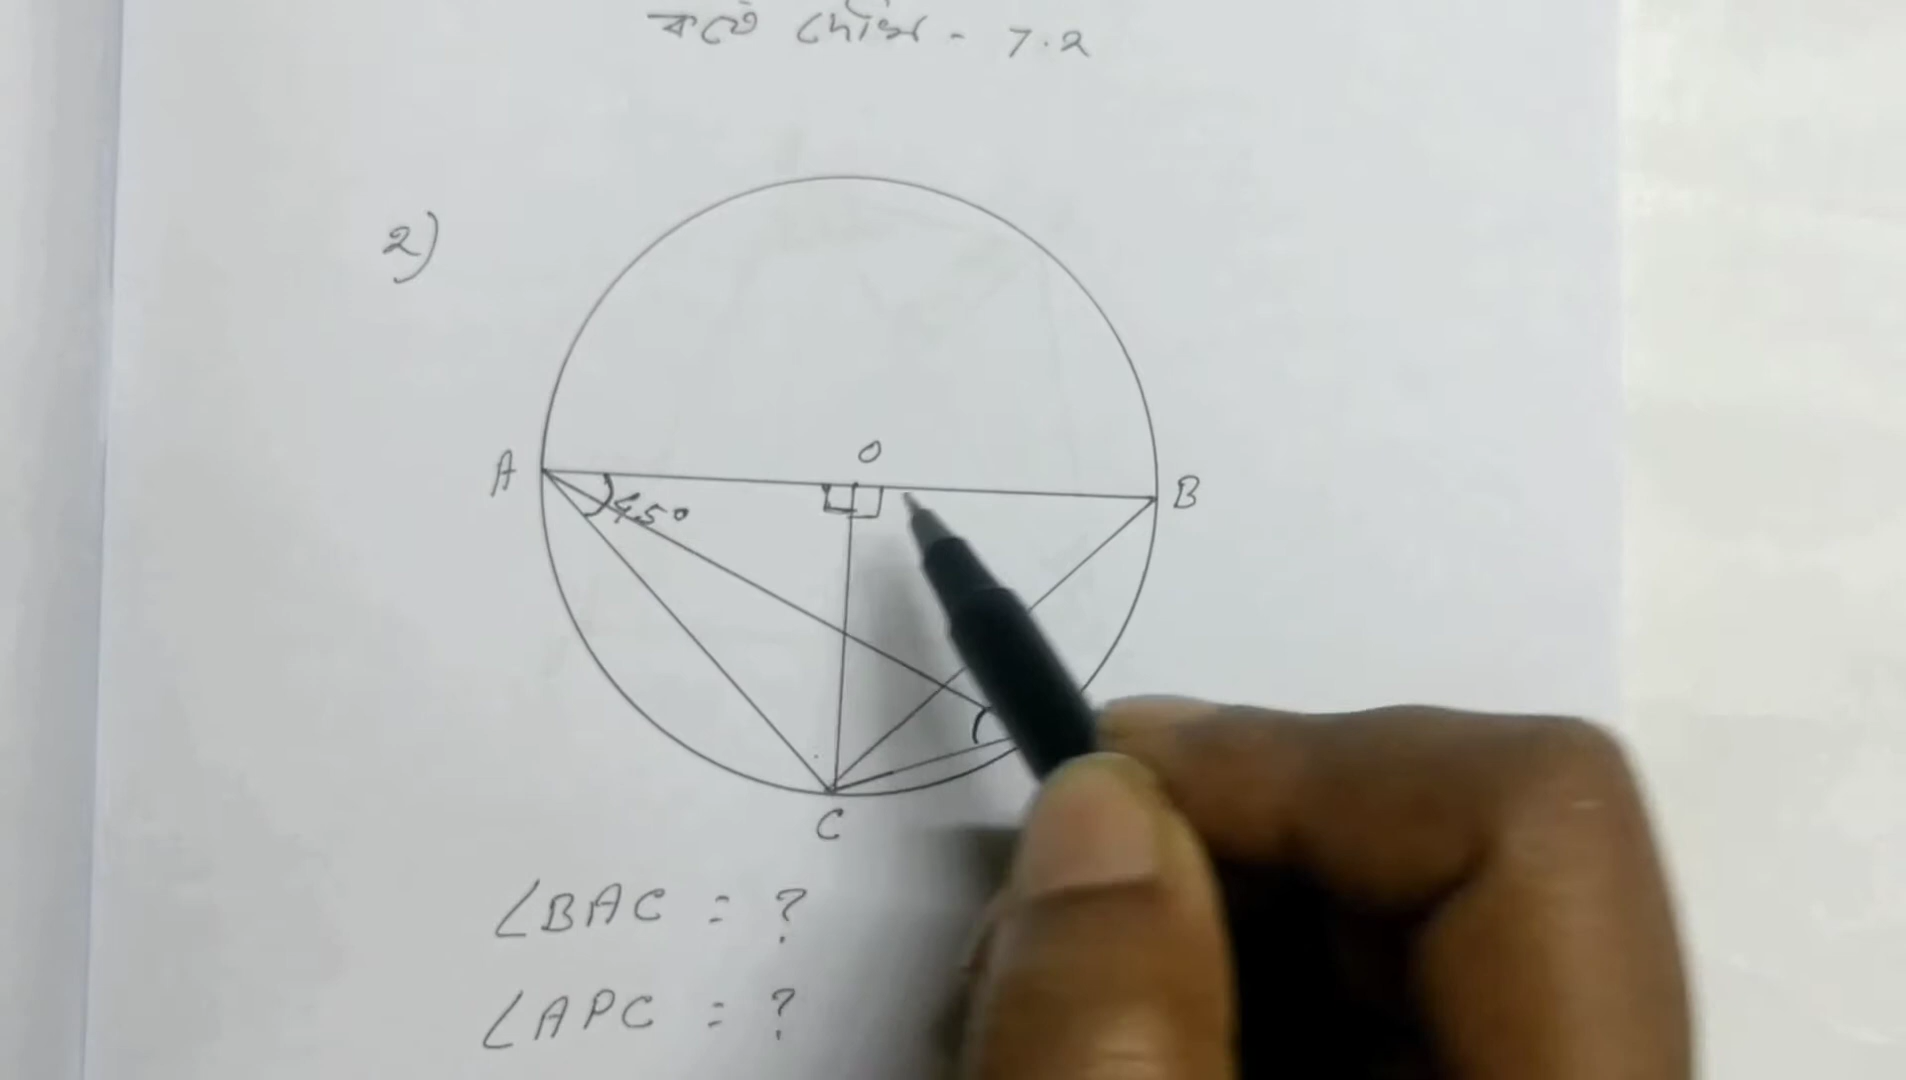 কষে দেখি - 7.2
2)
O
A
45°
B
C
∠BAC = ?
∠APC = ?